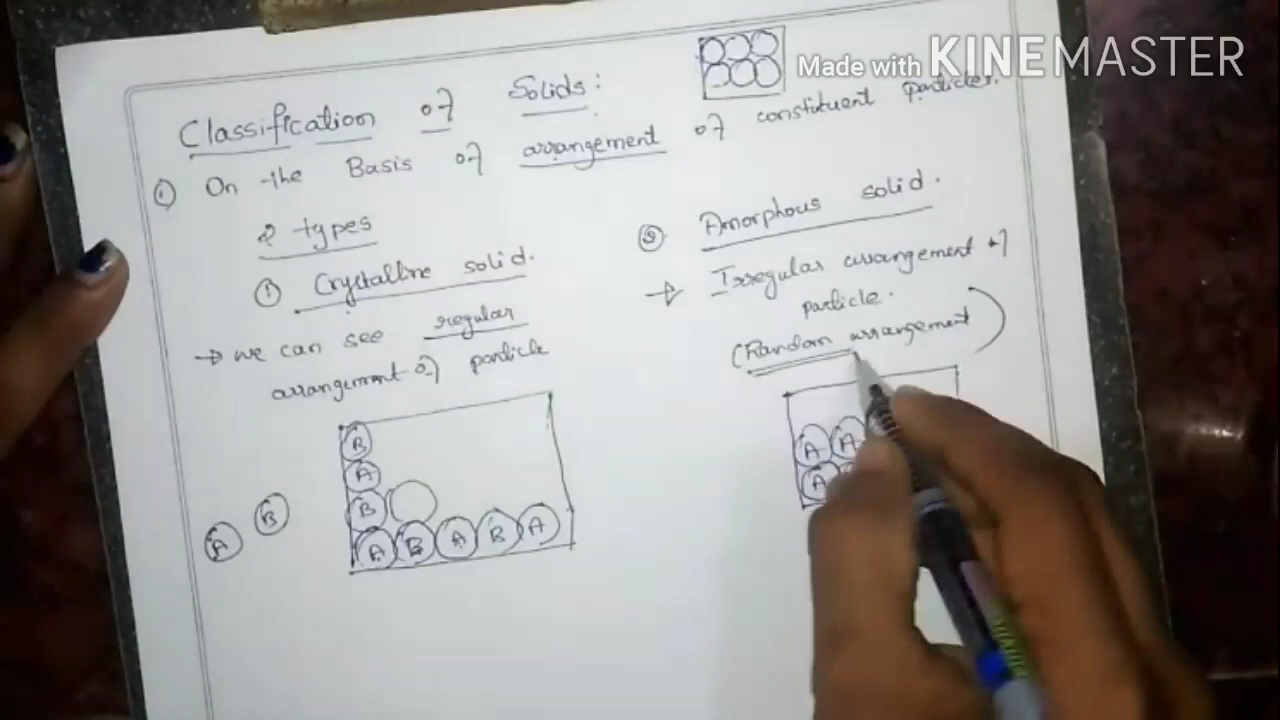 Made with KINEMASTER
Classification of Solids:
① On the Basis of arrangement of constituent particles.
2 types
① Crystalline solid.
→ we can see regular
arrangement of particle
B
A
B
A B A B A
A B
② Amorphous solid.
→ Irregular arrangement of
particle.
(Random arrangement)
A A
A